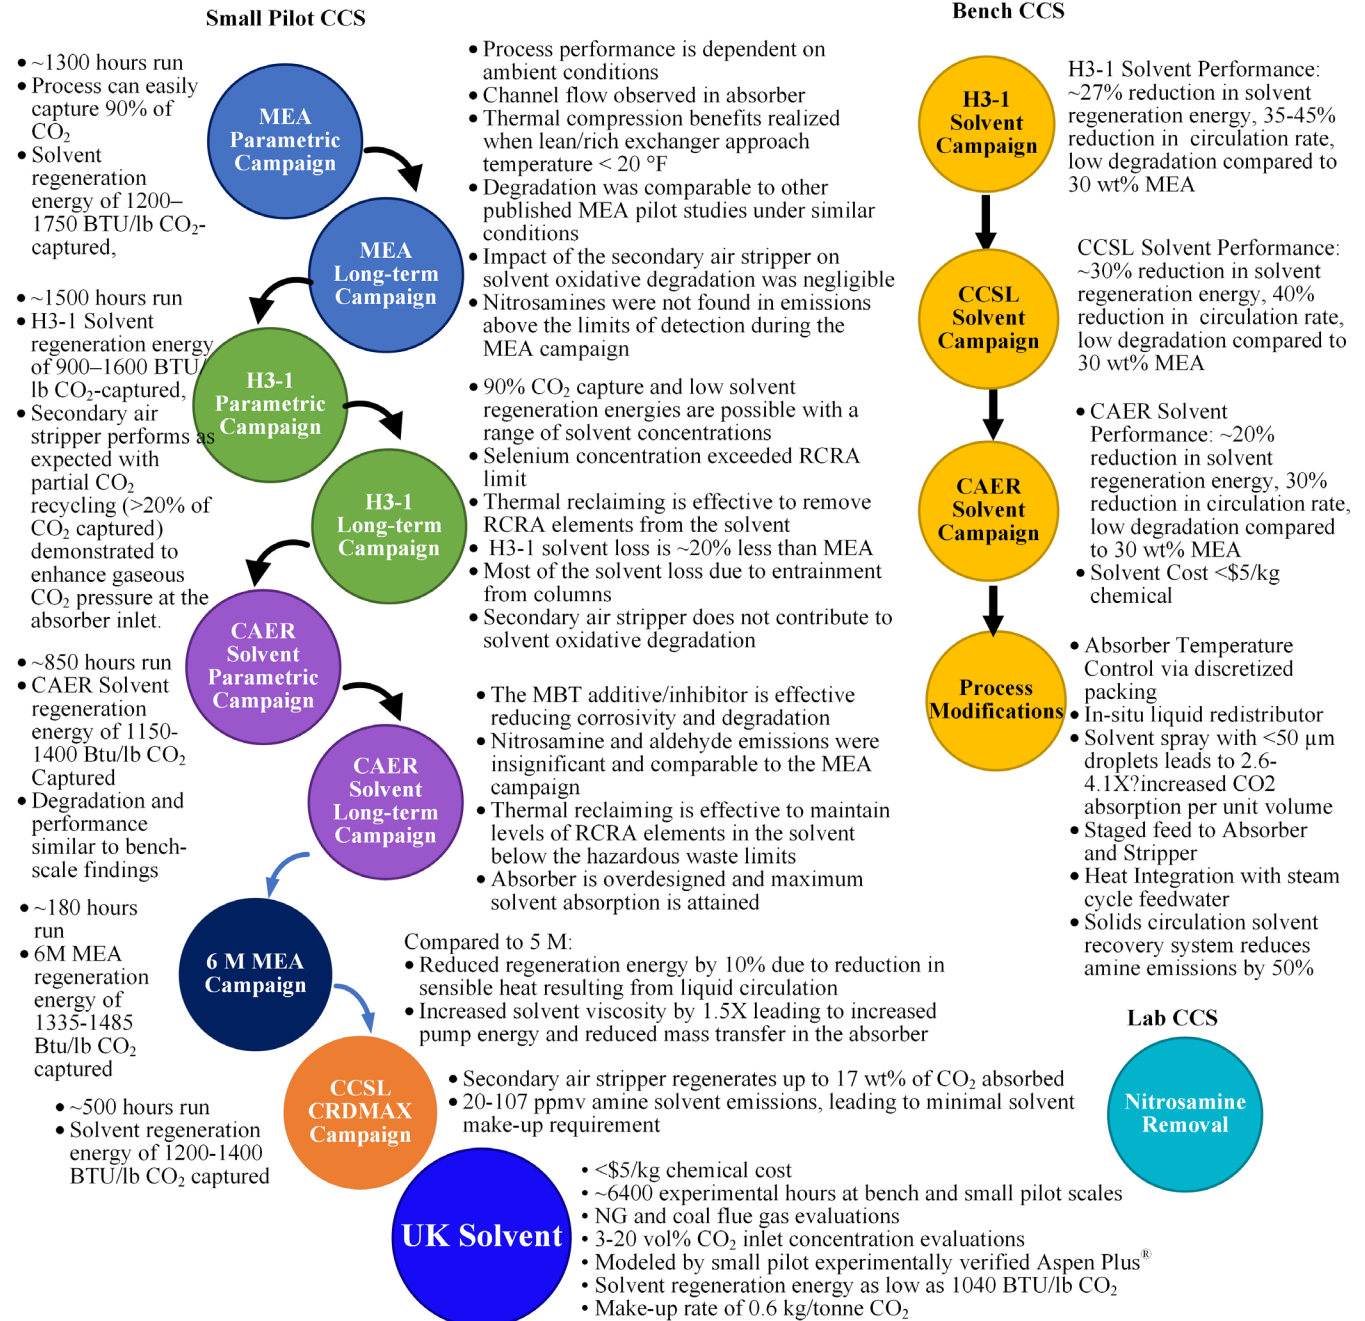 Small Pilot CCS
• ~1300 hours run
• Process can easily
capture 90% of
CO₂
• Solvent
regeneration
energy of 1200–
1750 BTU/lb CO₂-
captured,
MEA
Parametric
Campaign
• Process performance is dependent on
ambient conditions
• Channel flow observed in absorber
• Thermal compression benefits realized
when lean/rich exchanger approach
temperature < 20 °F
• Degradation was comparable to other
published MEA pilot studies under similar
conditions
• Impact of the secondary air stripper on
solvent oxidative degradation was negligible
• Nitrosamines were not found in emissions
above the limits of detection during the
MEA campaign
MEA
Long-term
Campaign
• ~1500 hours run
• H3-1 Solvent
regeneration energy
of 900–1600 BTU/
lb CO₂-captured,
• Secondary air
stripper performs as
expected with
partial CO₂
recycling (>20% of
CO₂ captured)
demonstrated to
enhance gaseous
CO₂ pressure at the
absorber inlet.
H3-1
Parametric
Campaign
• 90% CO₂ capture and low solvent
regeneration energies are possible with a
range of solvent concentrations
• Selenium concentration exceeded RCRA
limit
• Thermal reclaiming is effective to remove
RCRA elements from the solvent
• H3-1 solvent loss is ~20% less than MEA
• Most of the solvent loss due to entrainment
from columns
• Secondary air stripper does not contribute to
solvent oxidative degradation
H3-1
Long-term
Campaign
• ~850 hours run
• CAER Solvent
regeneration
energy of 1150-
1400 Btu/lb CO₂
Captured
• Degradation and
performance
similar to bench-
scale findings
CAER
Solvent
Parametric
Campaign
• The MBT additive/inhibitor is effective
reducing corrosivity and degradation
• Nitrosamine and aldehyde emissions were
insignificant and comparable to the MEA
campaign
• Thermal reclaiming is effective to maintain
levels of RCRA elements in the solvent
below the hazardous waste limits
• Absorber is overdesigned and maximum
solvent absorption is attained
CAER
Solvent
Long-term
Campaign
• ~180 hours
run
• 6M MEA
regeneration
energy of
1335-1485
Btu/lb CO₂
captured
6 M MEA
Campaign
Compared to 5 M:
• Reduced regeneration energy by 10% due to reduction in
sensible heat resulting from liquid circulation
• Increased solvent viscosity by 1.5X leading to increased
pump energy and reduced mass transfer in the absorber
• ~500 hours run
• Solvent regeneration
energy of 1200-1400
BTU/lb CO₂ captured
CCSL
CRDMAX
Campaign
• Secondary air stripper regenerates up to 17 wt% of CO₂ absorbed
• 20-107 ppmv amine solvent emissions, leading to minimal solvent
make-up requirement
UK Solvent
• <$5/kg chemical cost
• ~6400 experimental hours at bench and small pilot scales
• NG and coal flue gas evaluations
• 3-20 vol% CO₂ inlet concentration evaluations
• Modeled by small pilot experimentally verified Aspen Plus®
• Solvent regeneration energy as low as 1040 BTU/lb CO₂
• Make-up rate of 0.6 kg/tonne CO₂
Bench CCS
H3-1
Solvent
Campaign
H3-1 Solvent Performance:
~27% reduction in solvent
regeneration energy, 35-45%
reduction in circulation rate,
low degradation compared to
30 wt% MEA
CCSL
Solvent
Campaign
CCSL Solvent Performance:
~30% reduction in solvent
regeneration energy, 40%
reduction in circulation rate,
low degradation compared to
30 wt% MEA
CAER
Solvent
Campaign
• CAER Solvent
Performance: ~20%
reduction in solvent
regeneration energy, 30%
reduction in circulation rate,
low degradation compared
to 30 wt% MEA
• Solvent Cost <$5/kg
chemical
Process
Modifications
• Absorber Temperature
Control via discretized
packing
• In-situ liquid redistributor
• Solvent spray with <50 µm
droplets leads to 2.6-
4.1X?increased CO2
absorption per unit volume
• Staged feed to Absorber
and Stripper
• Heat Integration with steam
cycle feedwater
• Solids circulation solvent
recovery system reduces
amine emissions by 50%
Lab CCS
Nitrosamine
Removal